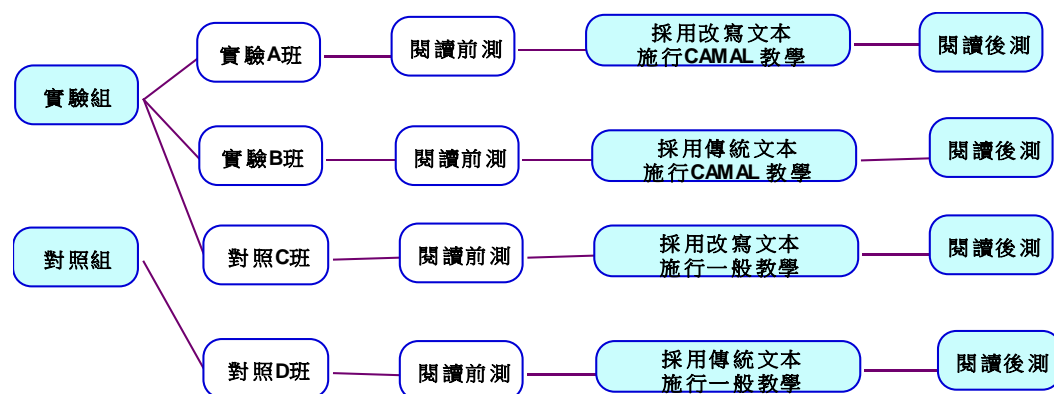 實驗組
實驗A班
閱讀前測
採用改寫文本
施行CAMAL 教學
閱讀後測
實驗B班
閱讀前測
採用傳統文本
施行CAMAL 教學
閱讀後測
對照組
對照C班
閱讀前測
採用改寫文本
施行一般教學
閱讀後測
對照D班
閱讀前測
採用傳統文本
施行一般教學
閱讀後測